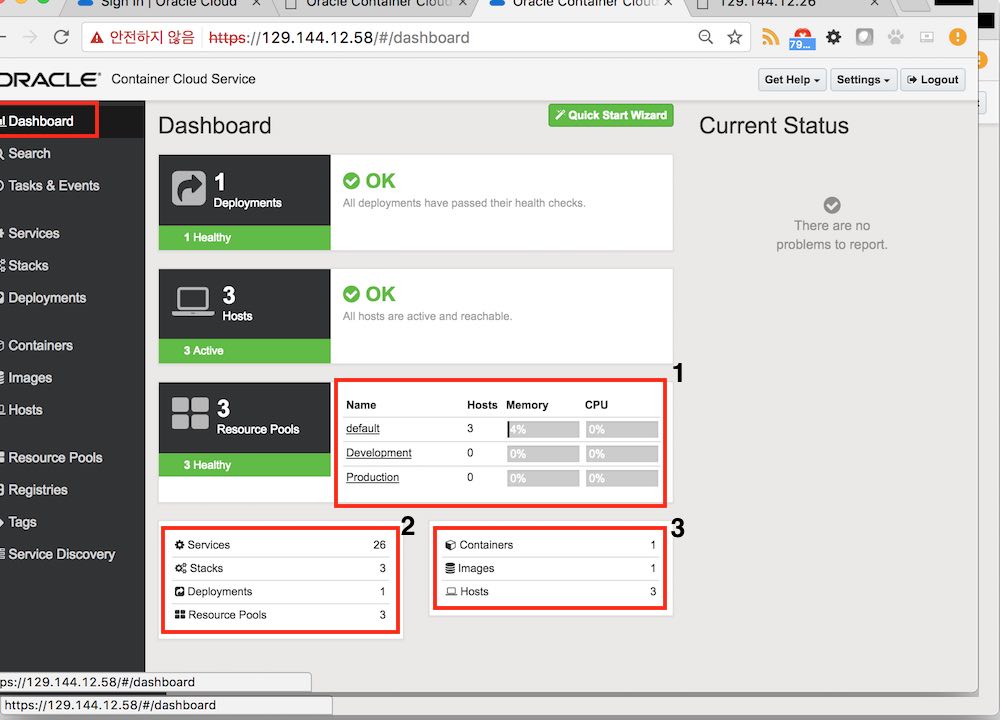 Sign In | Oracle Cloud
Oracle Container Cloud
Oracle Container Cloud
129.144.12.26
안전하지 않음
https://129.144.12.58/#/dashboard
79...
ORACLE
Container Cloud Service
Get Help
Settings
Logout
Dashboard
Search
Tasks & Events
Services
Stacks
Deployments
Containers
Images
Hosts
Resource Pools
Registries
Tags
Service Discovery
Dashboard
Quick Start Wizard
1
Deployments
1 Healthy
OK
All deployments have passed their health checks.
3
Hosts
3 Active
OK
All hosts are active and reachable.
3
Resource Pools
3 Healthy
1
Name Hosts Memory CPU
default 3 4% 0%
Development 0 0% 0%
Production 0 0% 0%
2
Services 26
Stacks 3
Deployments 1
Resource Pools 3
3
Containers 1
Images 1
Hosts 3
Current Status
There are no
problems to report.
ps://129.144.12.58/#/dashboard
https://129.144.12.58/#/dashboard